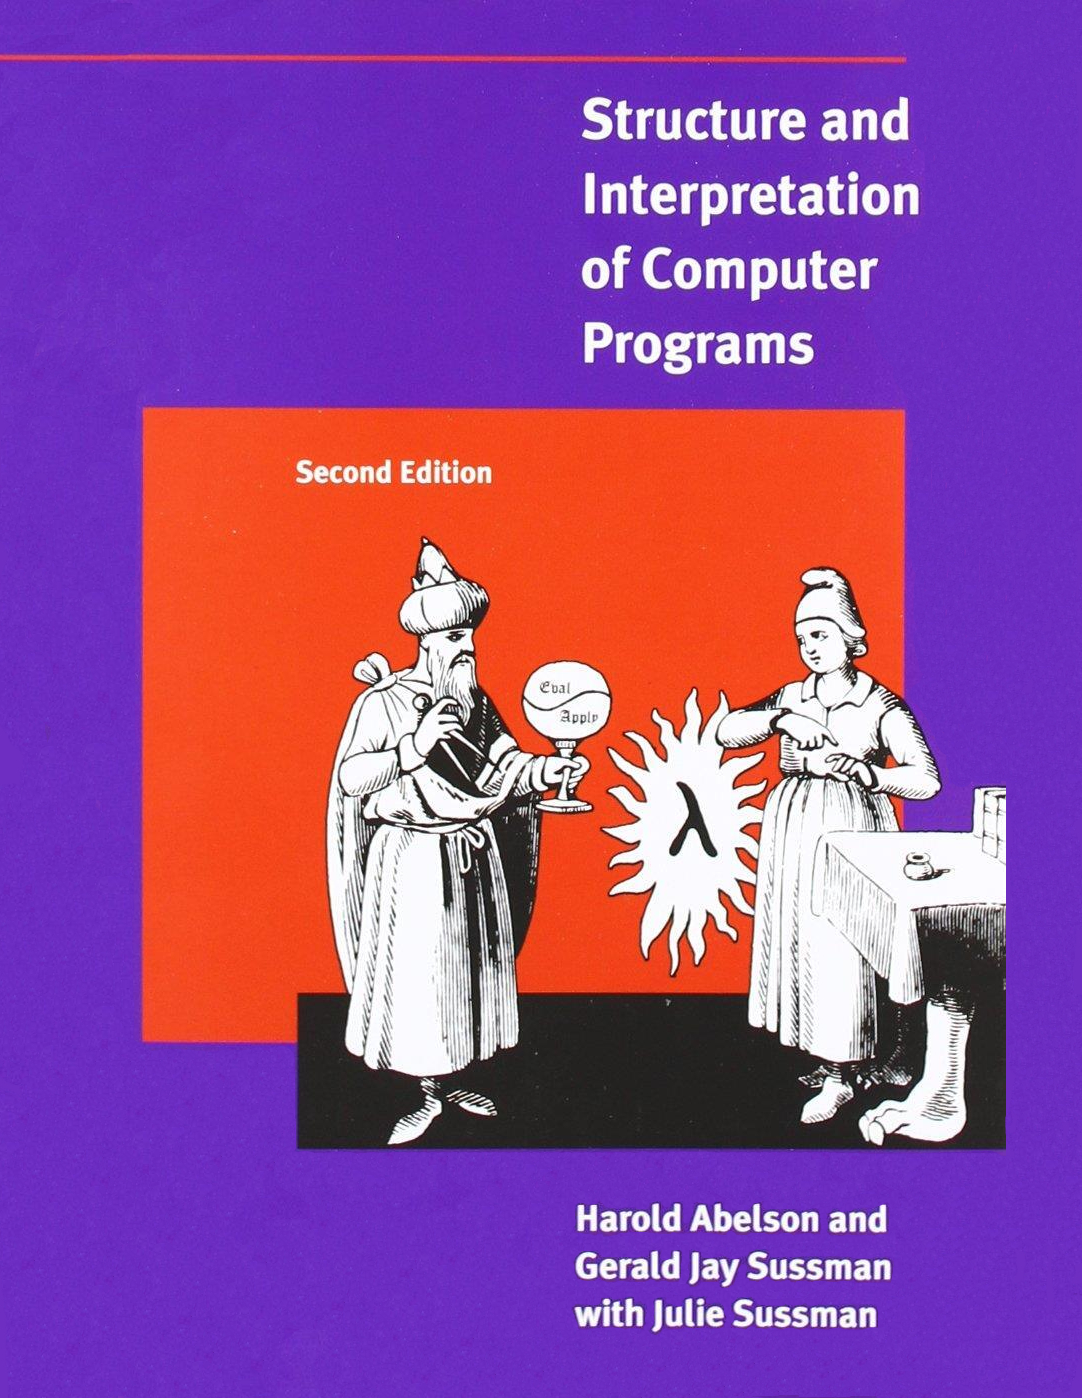 Structure and
Interpretation
of Computer
Programs
Second Edition
Eval
Apply
λ
Harold Abelson and
Gerald Jay Sussman
with Julie Sussman